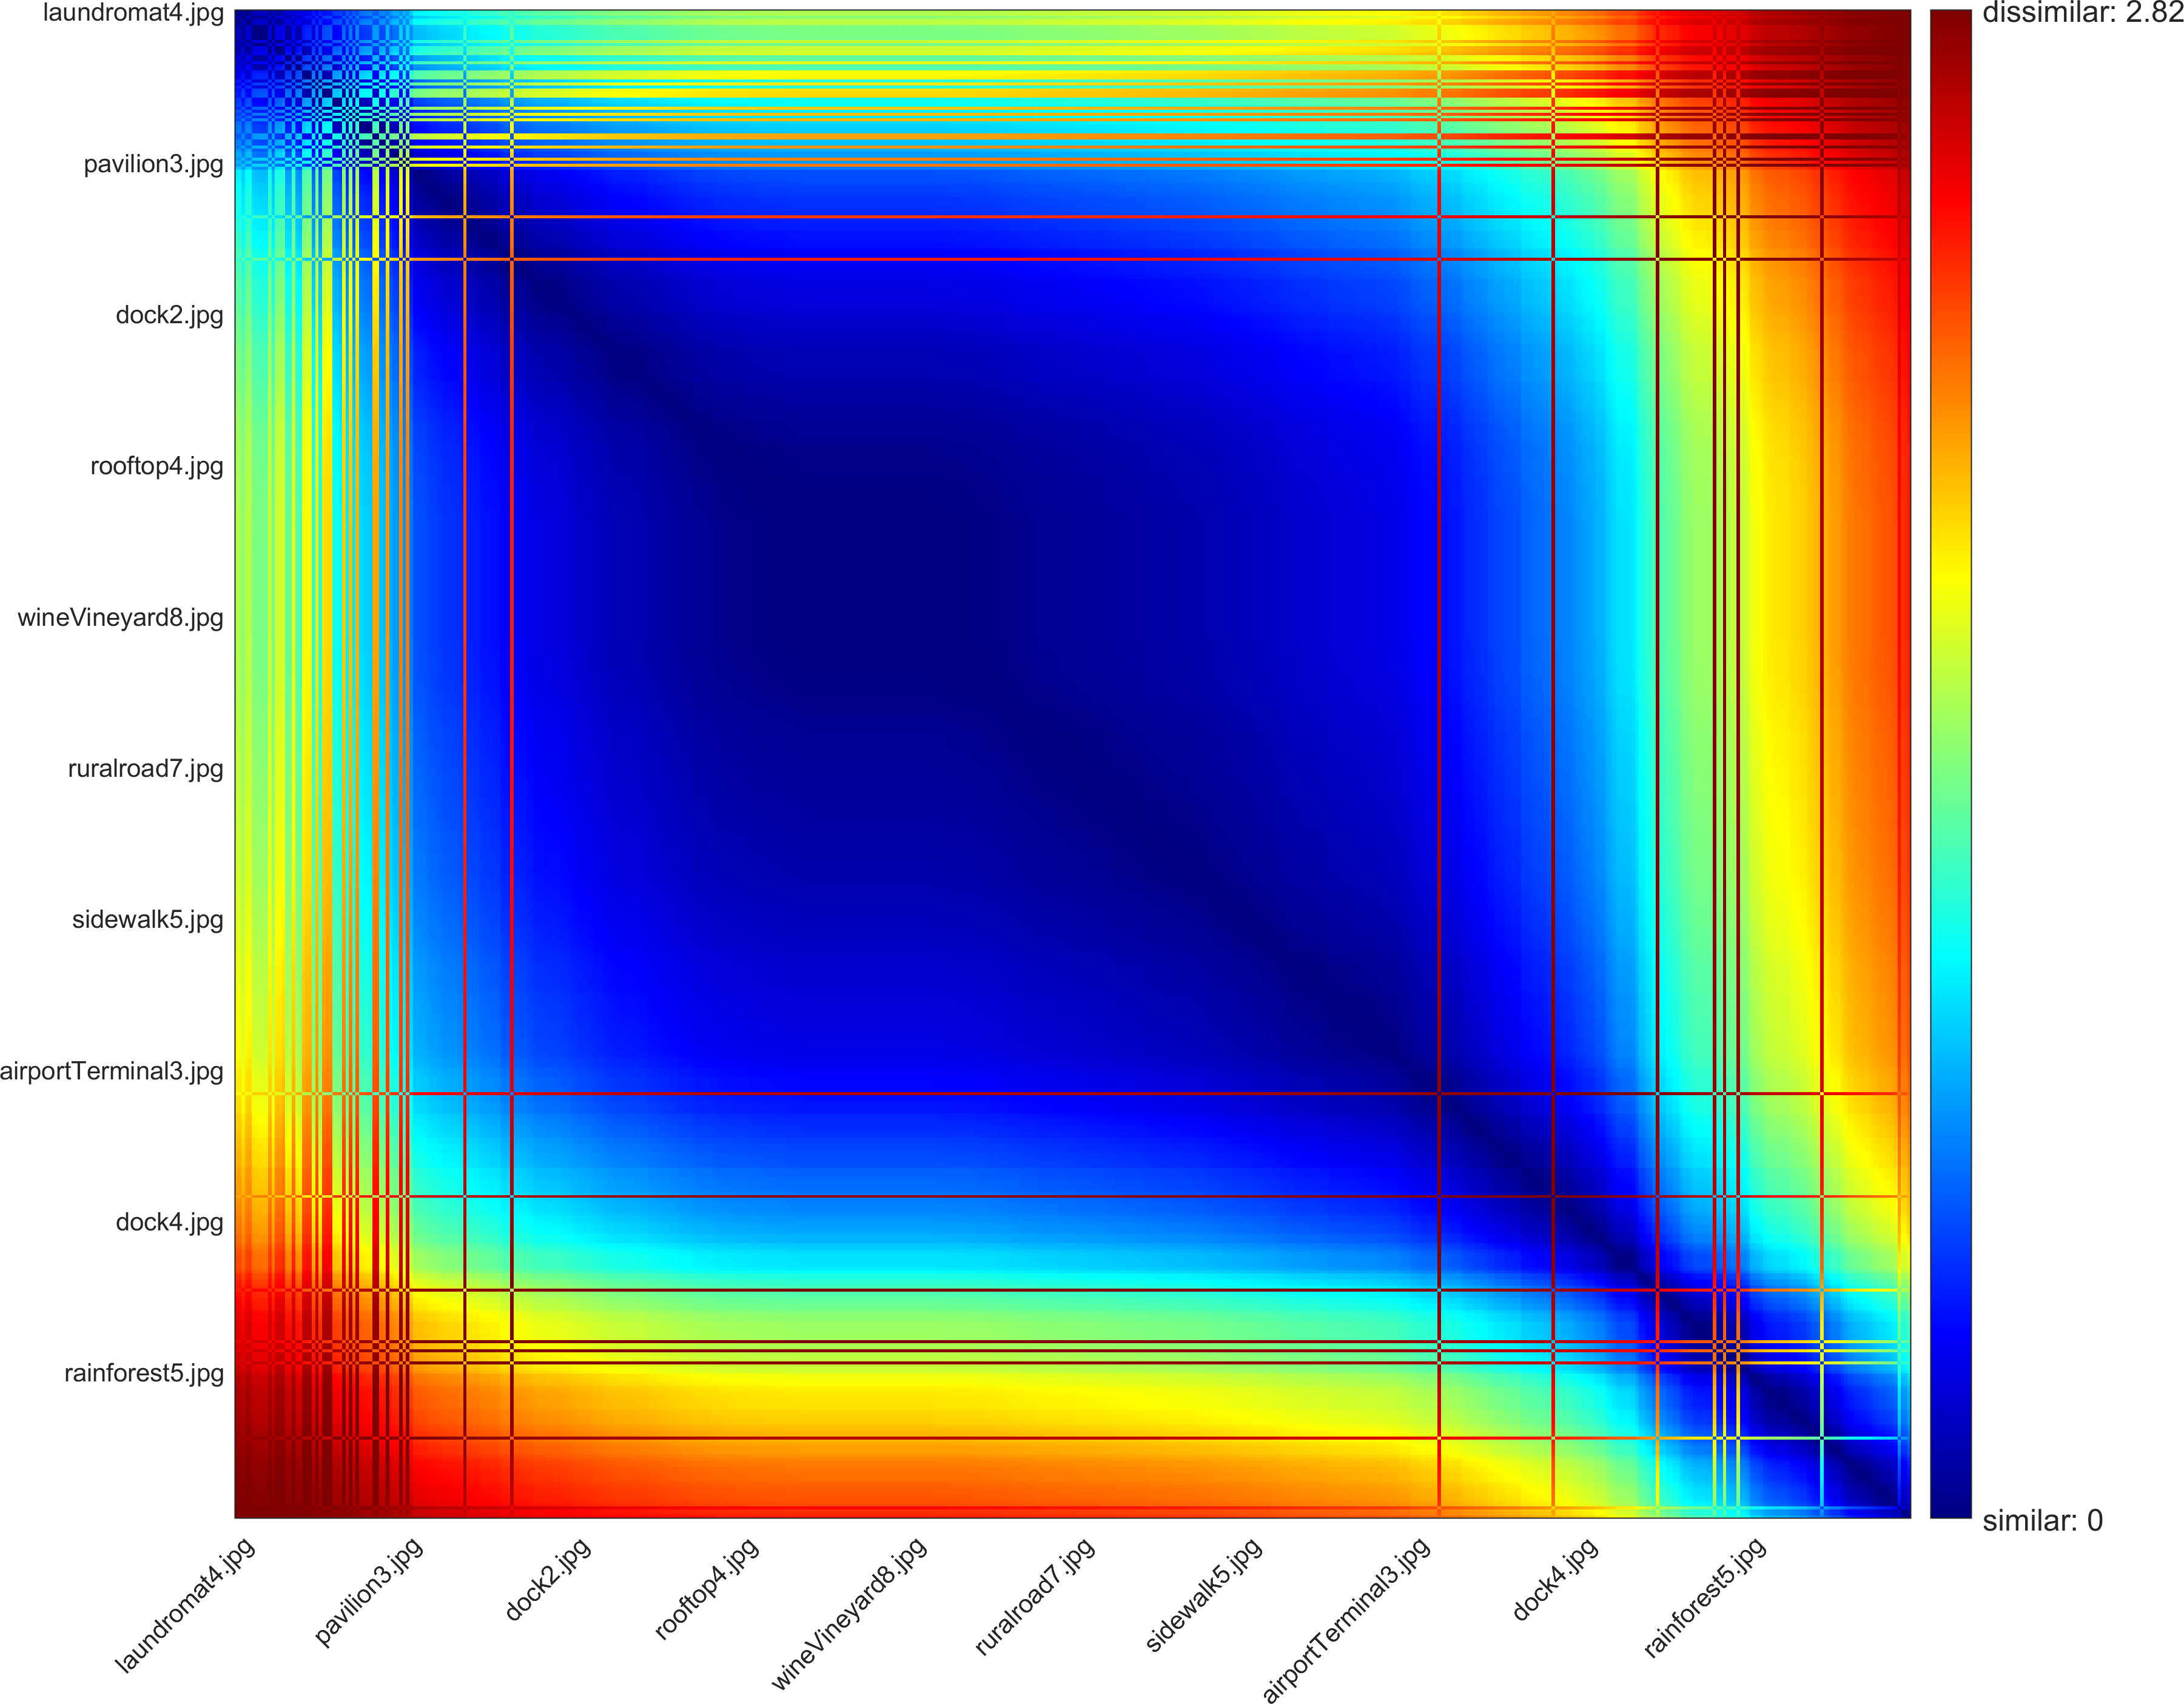 laundromat4.jpg
pavilion3.jpg
dock2.jpg
rooftop4.jpg
wineVineyard8.jpg
ruralroad7.jpg
sidewalk5.jpg
airportTerminal3.jpg
dock4.jpg
rainforest5.jpg
dissimilar: 2.82
similar: 0
laundromat4.jpg
pavilion3.jpg
dock2.jpg
rooftop4.jpg
wineVineyard8.jpg
ruralroad7.jpg
sidewalk5.jpg
airportTerminal3.jpg
dock4.jpg
rainforest5.jpg